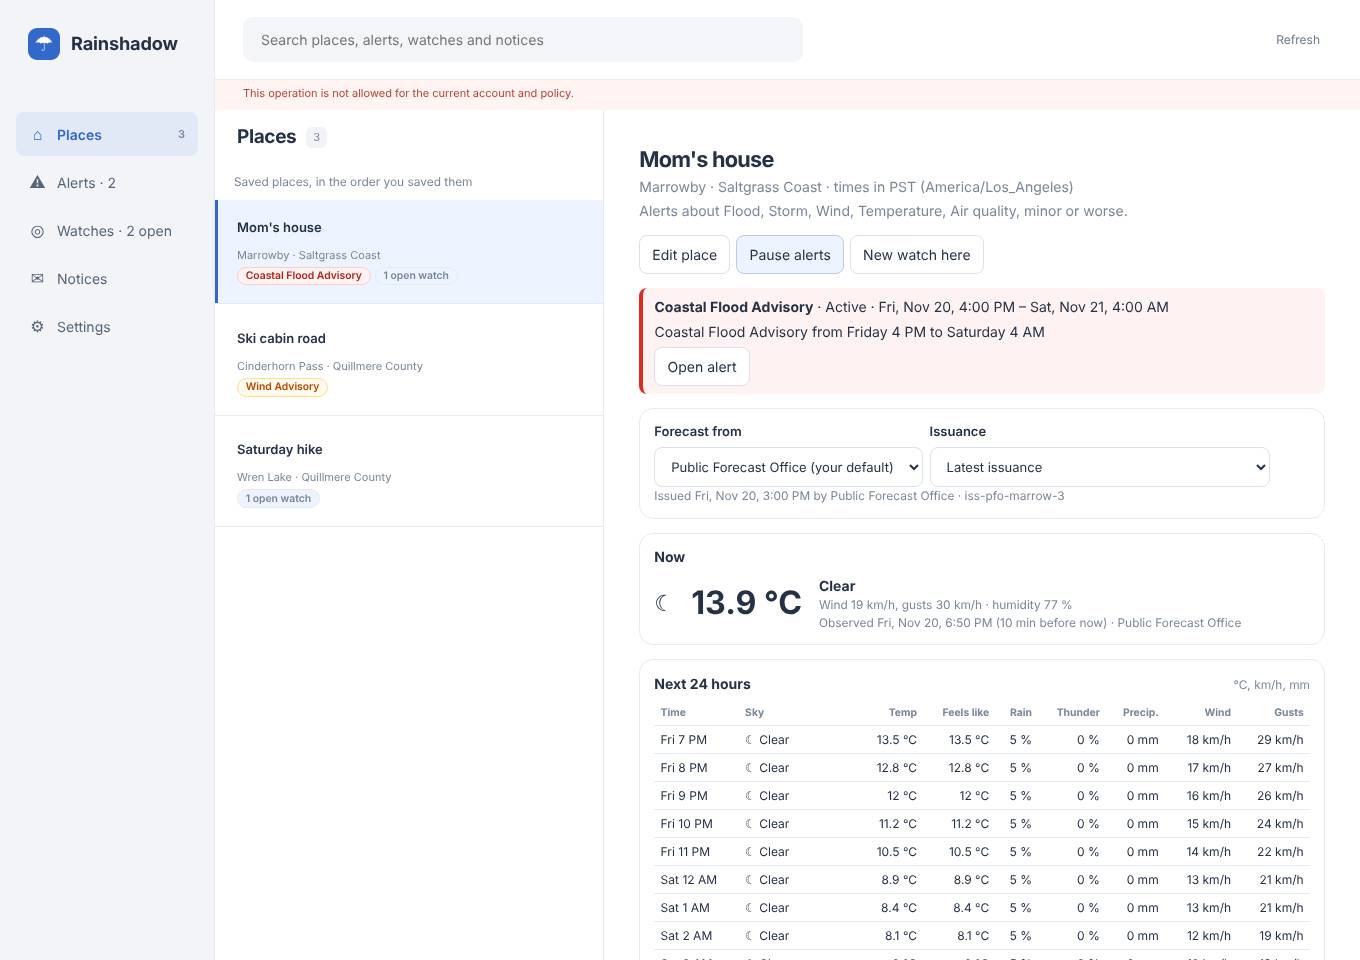 Rainshadow
Search places, alerts, watches and notices
Refresh
This operation is not allowed for the current account and policy.
Places 3
Alerts · 2
Watches · 2 open
Notices
Settings
Places 3
Saved places, in the order you saved them
Mom's house
Marrowby · Saltgrass Coast
Coastal Flood Advisory 1 open watch
Ski cabin road
Cinderhorn Pass · Quillmere County
Wind Advisory
Saturday hike
Wren Lake · Quillmere County
1 open watch
Mom's house
Marrowby · Saltgrass Coast · times in PST (America/Los_Angeles)
Alerts about Flood, Storm, Wind, Temperature, Air quality, minor or worse.
Edit place Pause alerts New watch here
Coastal Flood Advisory · Active · Fri, Nov 20, 4:00 PM – Sat, Nov 21, 4:00 AM
Coastal Flood Advisory from Friday 4 PM to Saturday 4 AM
Open alert
Forecast from Issuance
Public Forecast Office (your default) Latest issuance
Issued Fri, Nov 20, 3:00 PM by Public Forecast Office · iss-pfo-marrow-3
Now
13.9 °C
Clear
Wind 19 km/h, gusts 30 km/h · humidity 77 %
Observed Fri, Nov 20, 6:50 PM (10 min before now) · Public Forecast Office
Next 24 hours °C, km/h, mm
Time Sky Temp Feels like Rain Thunder Precip. Wind Gusts
Fri 7 PM Clear 13.5 °C 13.5 °C 5 % 0 % 0 mm 18 km/h 29 km/h
Fri 8 PM Clear 12.8 °C 12.8 °C 5 % 0 % 0 mm 17 km/h 27 km/h
Fri 9 PM Clear 12 °C 12 °C 5 % 0 % 0 mm 16 km/h 26 km/h
Fri 10 PM Clear 11.2 °C 11.2 °C 5 % 0 % 0 mm 15 km/h 24 km/h
Fri 11 PM Clear 10.5 °C 10.5 °C 5 % 0 % 0 mm 14 km/h 22 km/h
Sat 12 AM Clear 8.9 °C 8.9 °C 5 % 0 % 0 mm 13 km/h 21 km/h
Sat 1 AM Clear 8.4 °C 8.4 °C 5 % 0 % 0 mm 13 km/h 21 km/h
Sat 2 AM Clear 8.1 °C 8.1 °C 5 % 0 % 0 mm 12 km/h 19 km/h